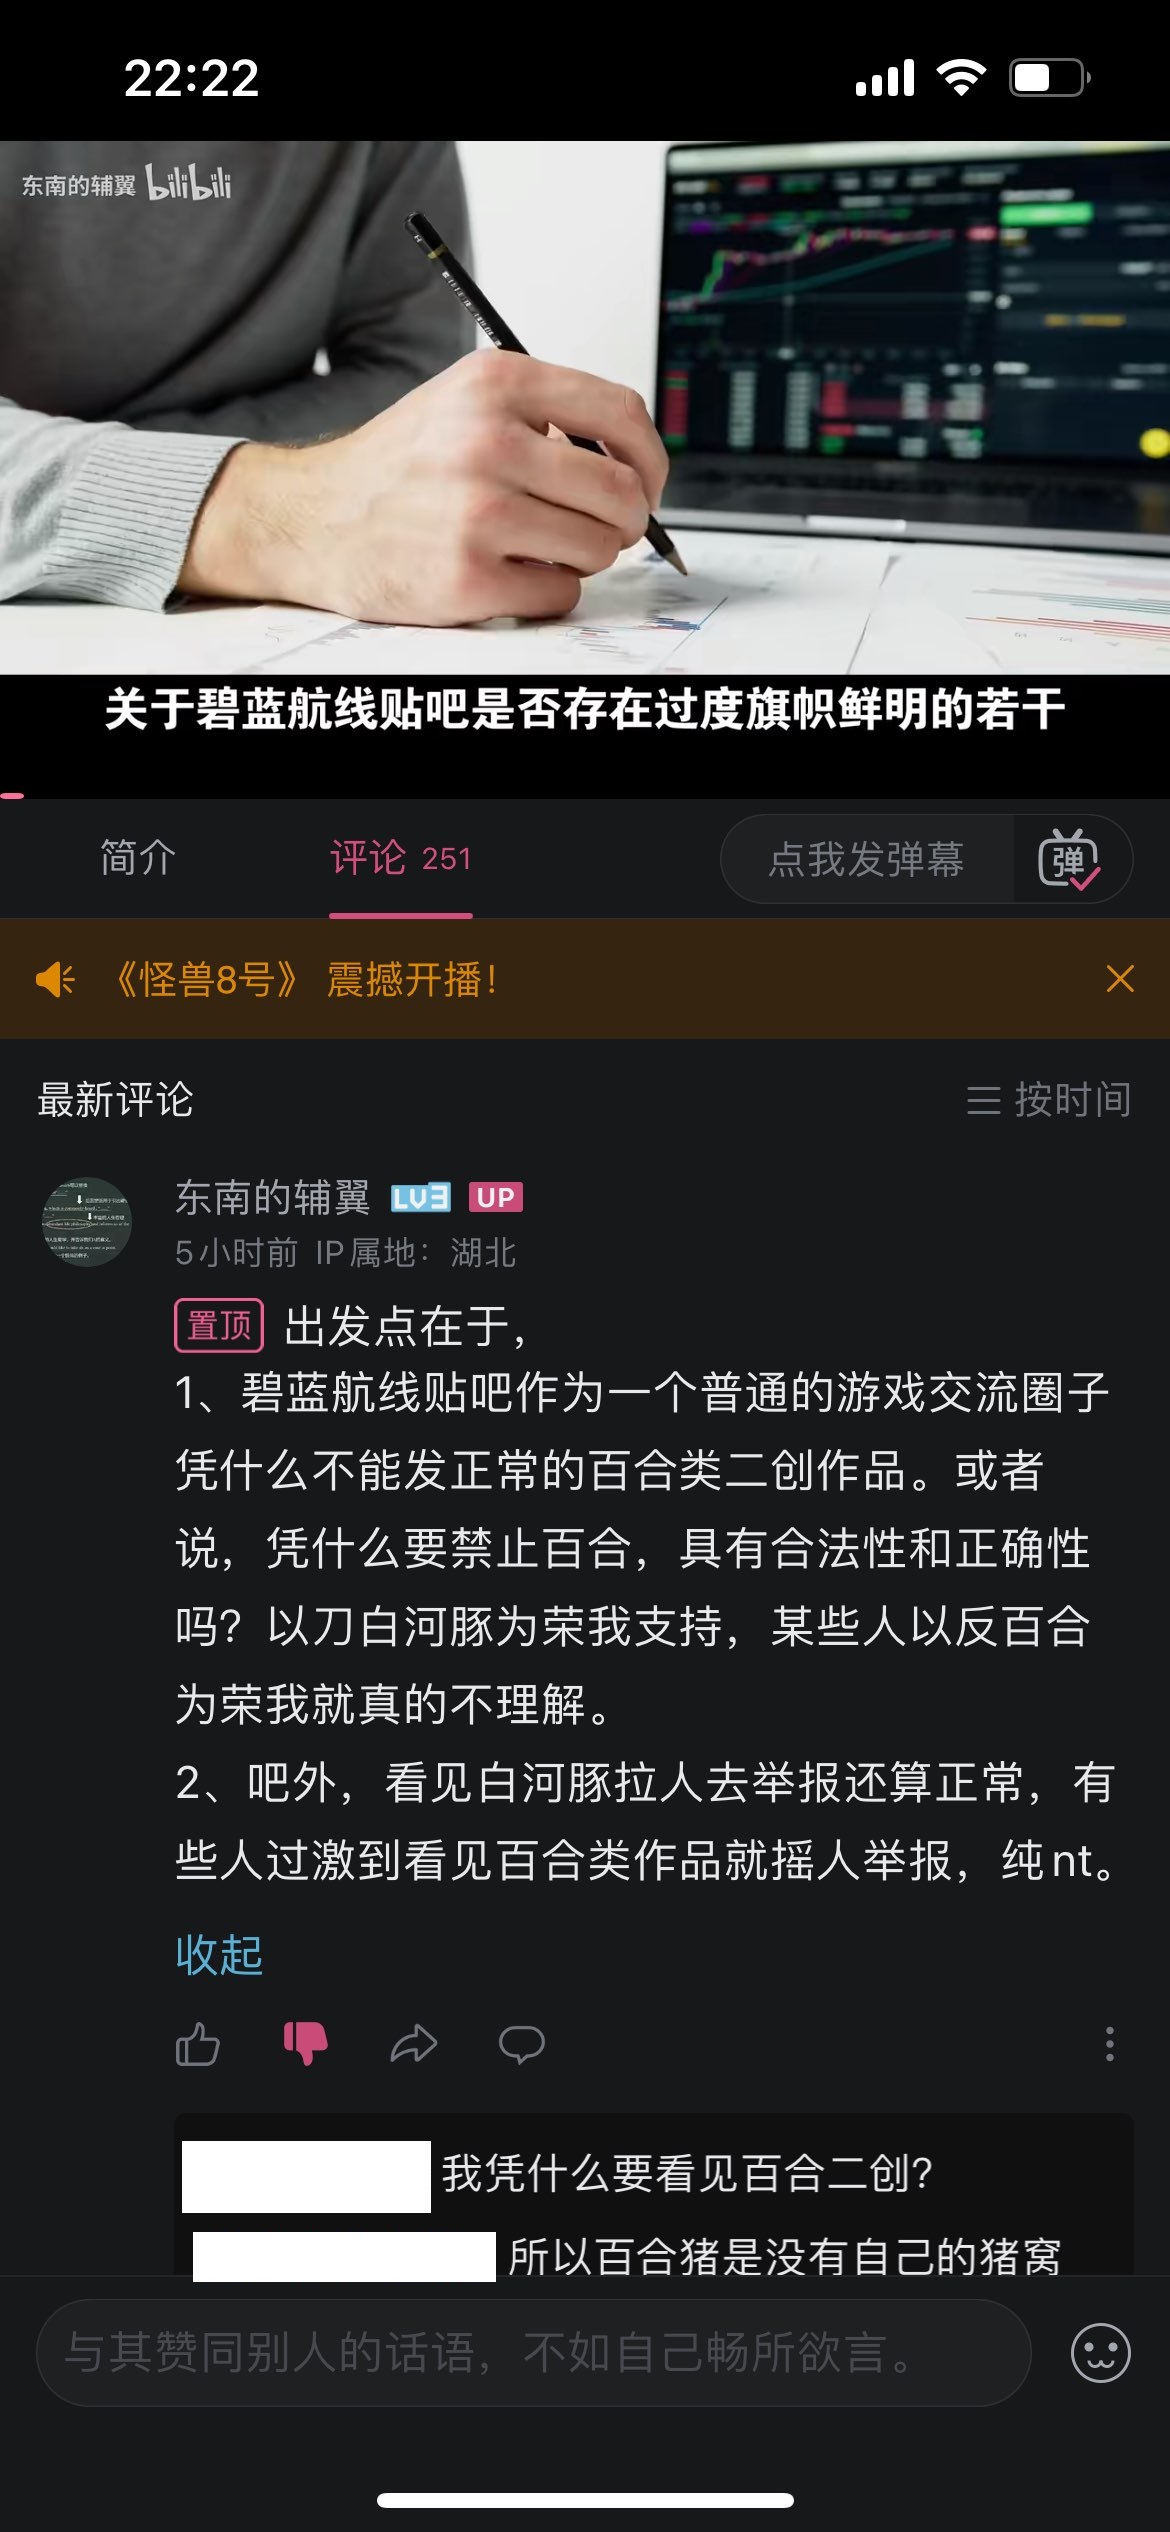 22:22
东南的辅翼 bilibili
关于碧蓝航线贴吧是否存在过度旗帜鲜明的若干
简介
评论 251
点我发弹幕
弹
《怪兽8号》 震撼开播！
最新评论
按时间
东南的辅翼 LV3 UP
5小时前 IP属地：湖北
置顶 出发点在于，
1、碧蓝航线贴吧作为一个普通的游戏交流圈子
凭什么不能发正常的百合类二创作品。或者
说，凭什么要禁止百合，具有合法性和正确性
吗？以刀白河豚为荣我支持，某些人以反百合
为荣我就真的不理解。
2、吧外，看见白河豚拉人去举报还算正常，有
些人过激到看见百合类作品就摇人举报，纯nt。
收起
我凭什么要看见百合二创？
所以百合猪是没有自己的猪窝
与其赞同别人的话语，不如自己畅所欲言。